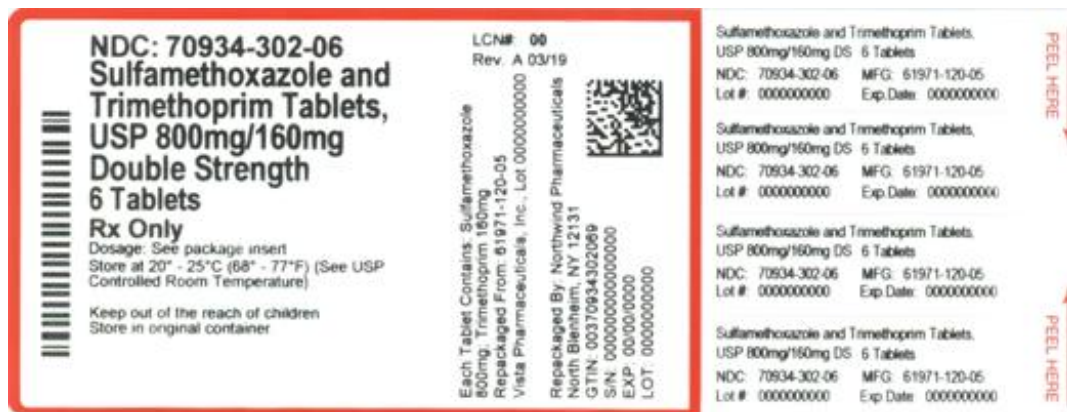 NDC: 70934-302-06
Sulfamethoxazole and
Trimethoprim Tablets,
USP 800mg/160mg
Double Strength
6 Tablets
Rx Only
Dosage: See package insert
Store at 20° - 25°C (68° - 77°F) (See USP
Controlled Room Temperature)
Keep out of the reach of children
Store in original container
LCN# 00
Rev. A 03/19
Each Tablet Contains: Sulfamethoxazole
800mg; Trimethoprim 160mg
Repackaged From: 61971-120-05
Vista Pharmaceuticals, Inc., Lot 00000000000
Repackaged By: Northwind Pharmaceuticals
North Blenheim, NY 12131
GTIN: 00370934302069
S/N: 00000000000000
EXP: 00/00/0000
LOT: 0000000000
Sulfamethoxazole and Trimethoprim Tablets,
USP 800mg/160mg DS 6 Tablets
NDC: 70934-302-06 MFG: 61971-120-05
Lot #: 0000000000 Exp.Date: 0000000000
Sulfamethoxazole and Trimethoprim Tablets,
USP 800mg/160mg DS 6 Tablets
NDC: 70934-302-06 MFG: 61971-120-05
Lot #: 0000000000 Exp Date: 0000000000
Sulfamethoxazole and Trimethoprim Tablets,
USP 800mg/160mg DS 6 Tablets
NDC: 70934-302-06 MFG: 61971-120-05
Lot #: 0000000000 Exp Date: 0000000000
Sulfamethoxazole and Trimethoprim Tablets,
USP 800mg/160mg DS 6 Tablets
NDC: 70934-302-06 MFG: 61971-120-05
Lot #: 0000000000 Exp Date: 0000000000
PEEL HERE
PEEL HERE